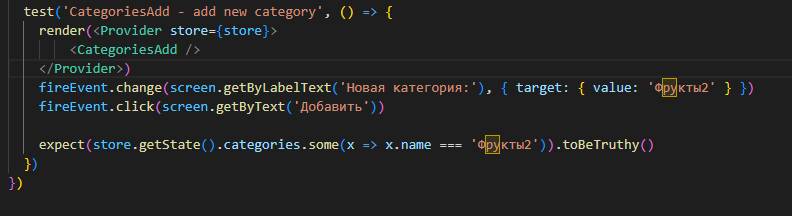 test('CategoriesAdd - add new category', () => {
render(<Provider store={store}>
<CategoriesAdd />
</Provider>)
fireEvent.change(screen.getByLabelText('Новая категория:'), { target: { value: 'Фрукты2' } })
fireEvent.click(screen.getByText('Добавить'))
expect(store.getState().categories.some(x => x.name === 'Фрукты2')).toBeTruthy()
})
})